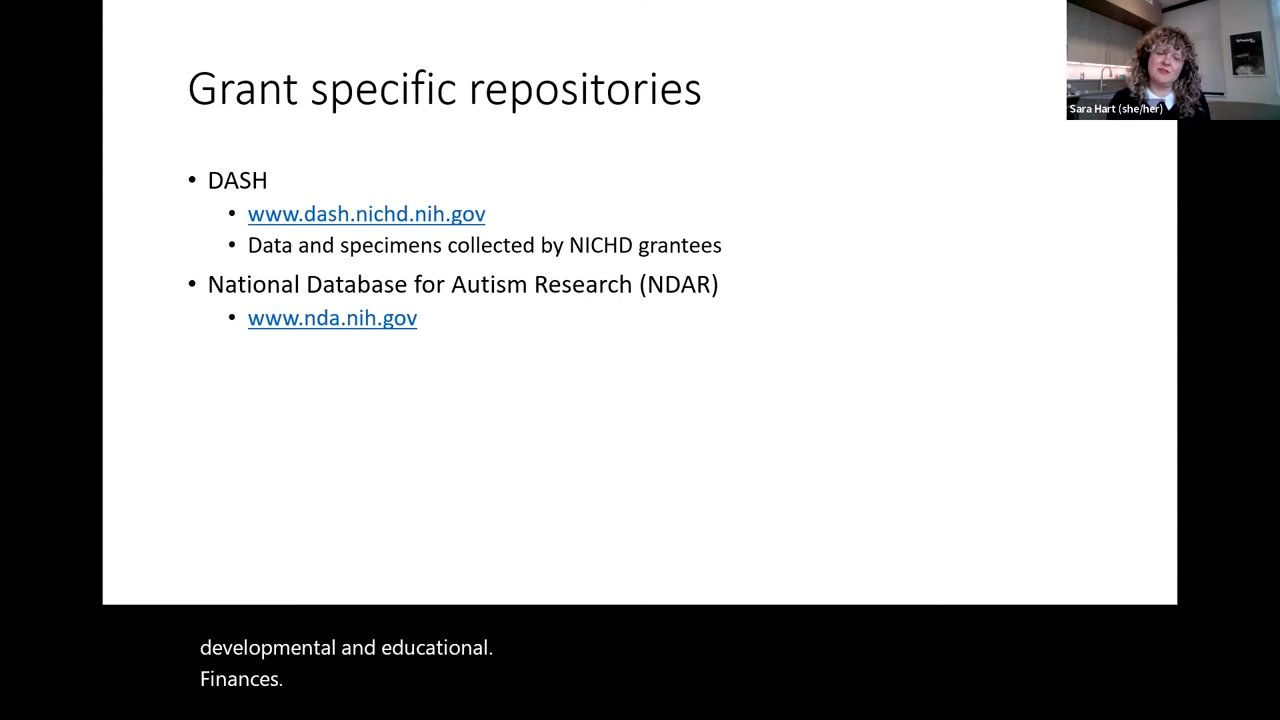 Grant specific repositories
Sara Hart (she/her)
• DASH
• www.dash.nichd.nih.gov
• Data and specimens collected by NICHD grantees
• National Database for Autism Research (NDAR)
• www.nda.nih.gov
developmental and educational.
Finances.